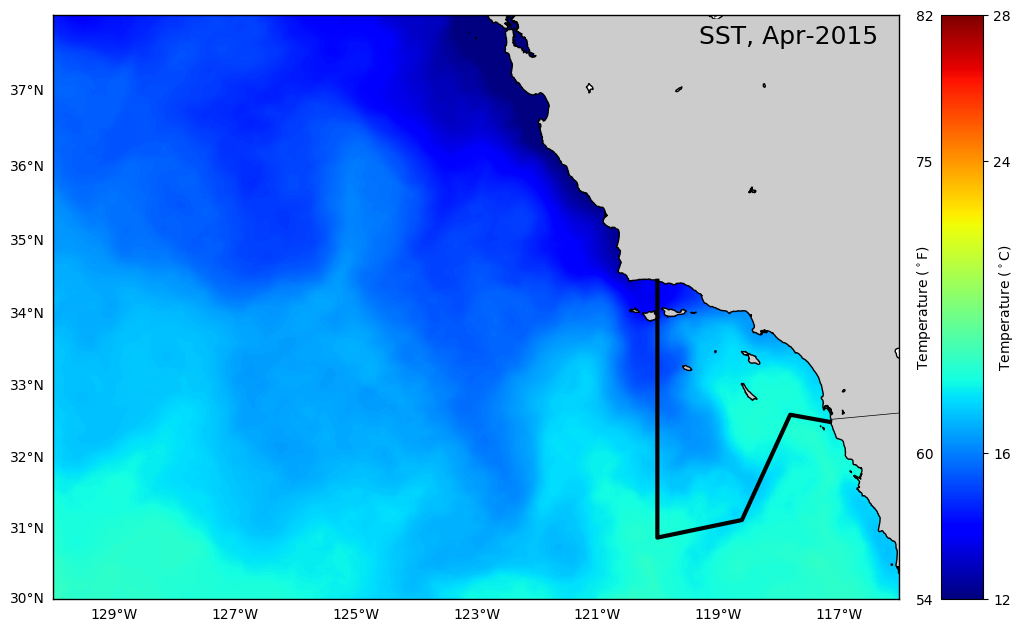 SST, Apr-2015
37°N
36°N
35°N
34°N
33°N
32°N
31°N
30°N
129°W
127°W
125°W
123°W
121°W
119°W
117°W
82
75
60
54
Temperature (°F)
28
24
16
12
Temperature (°C)